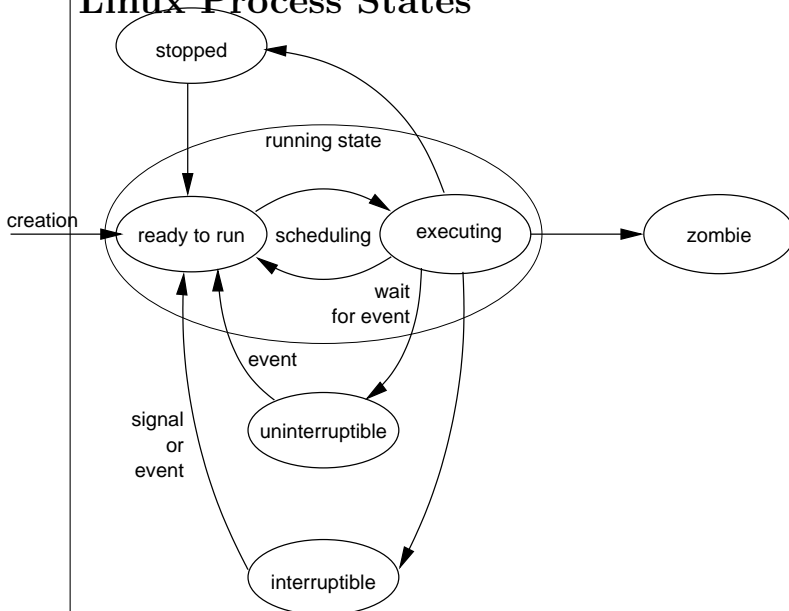 Linux Process States
stopped
running state
creation
ready to run
scheduling
executing
zombie
wait
for event
event
uninterruptible
signal
or
event
interruptible